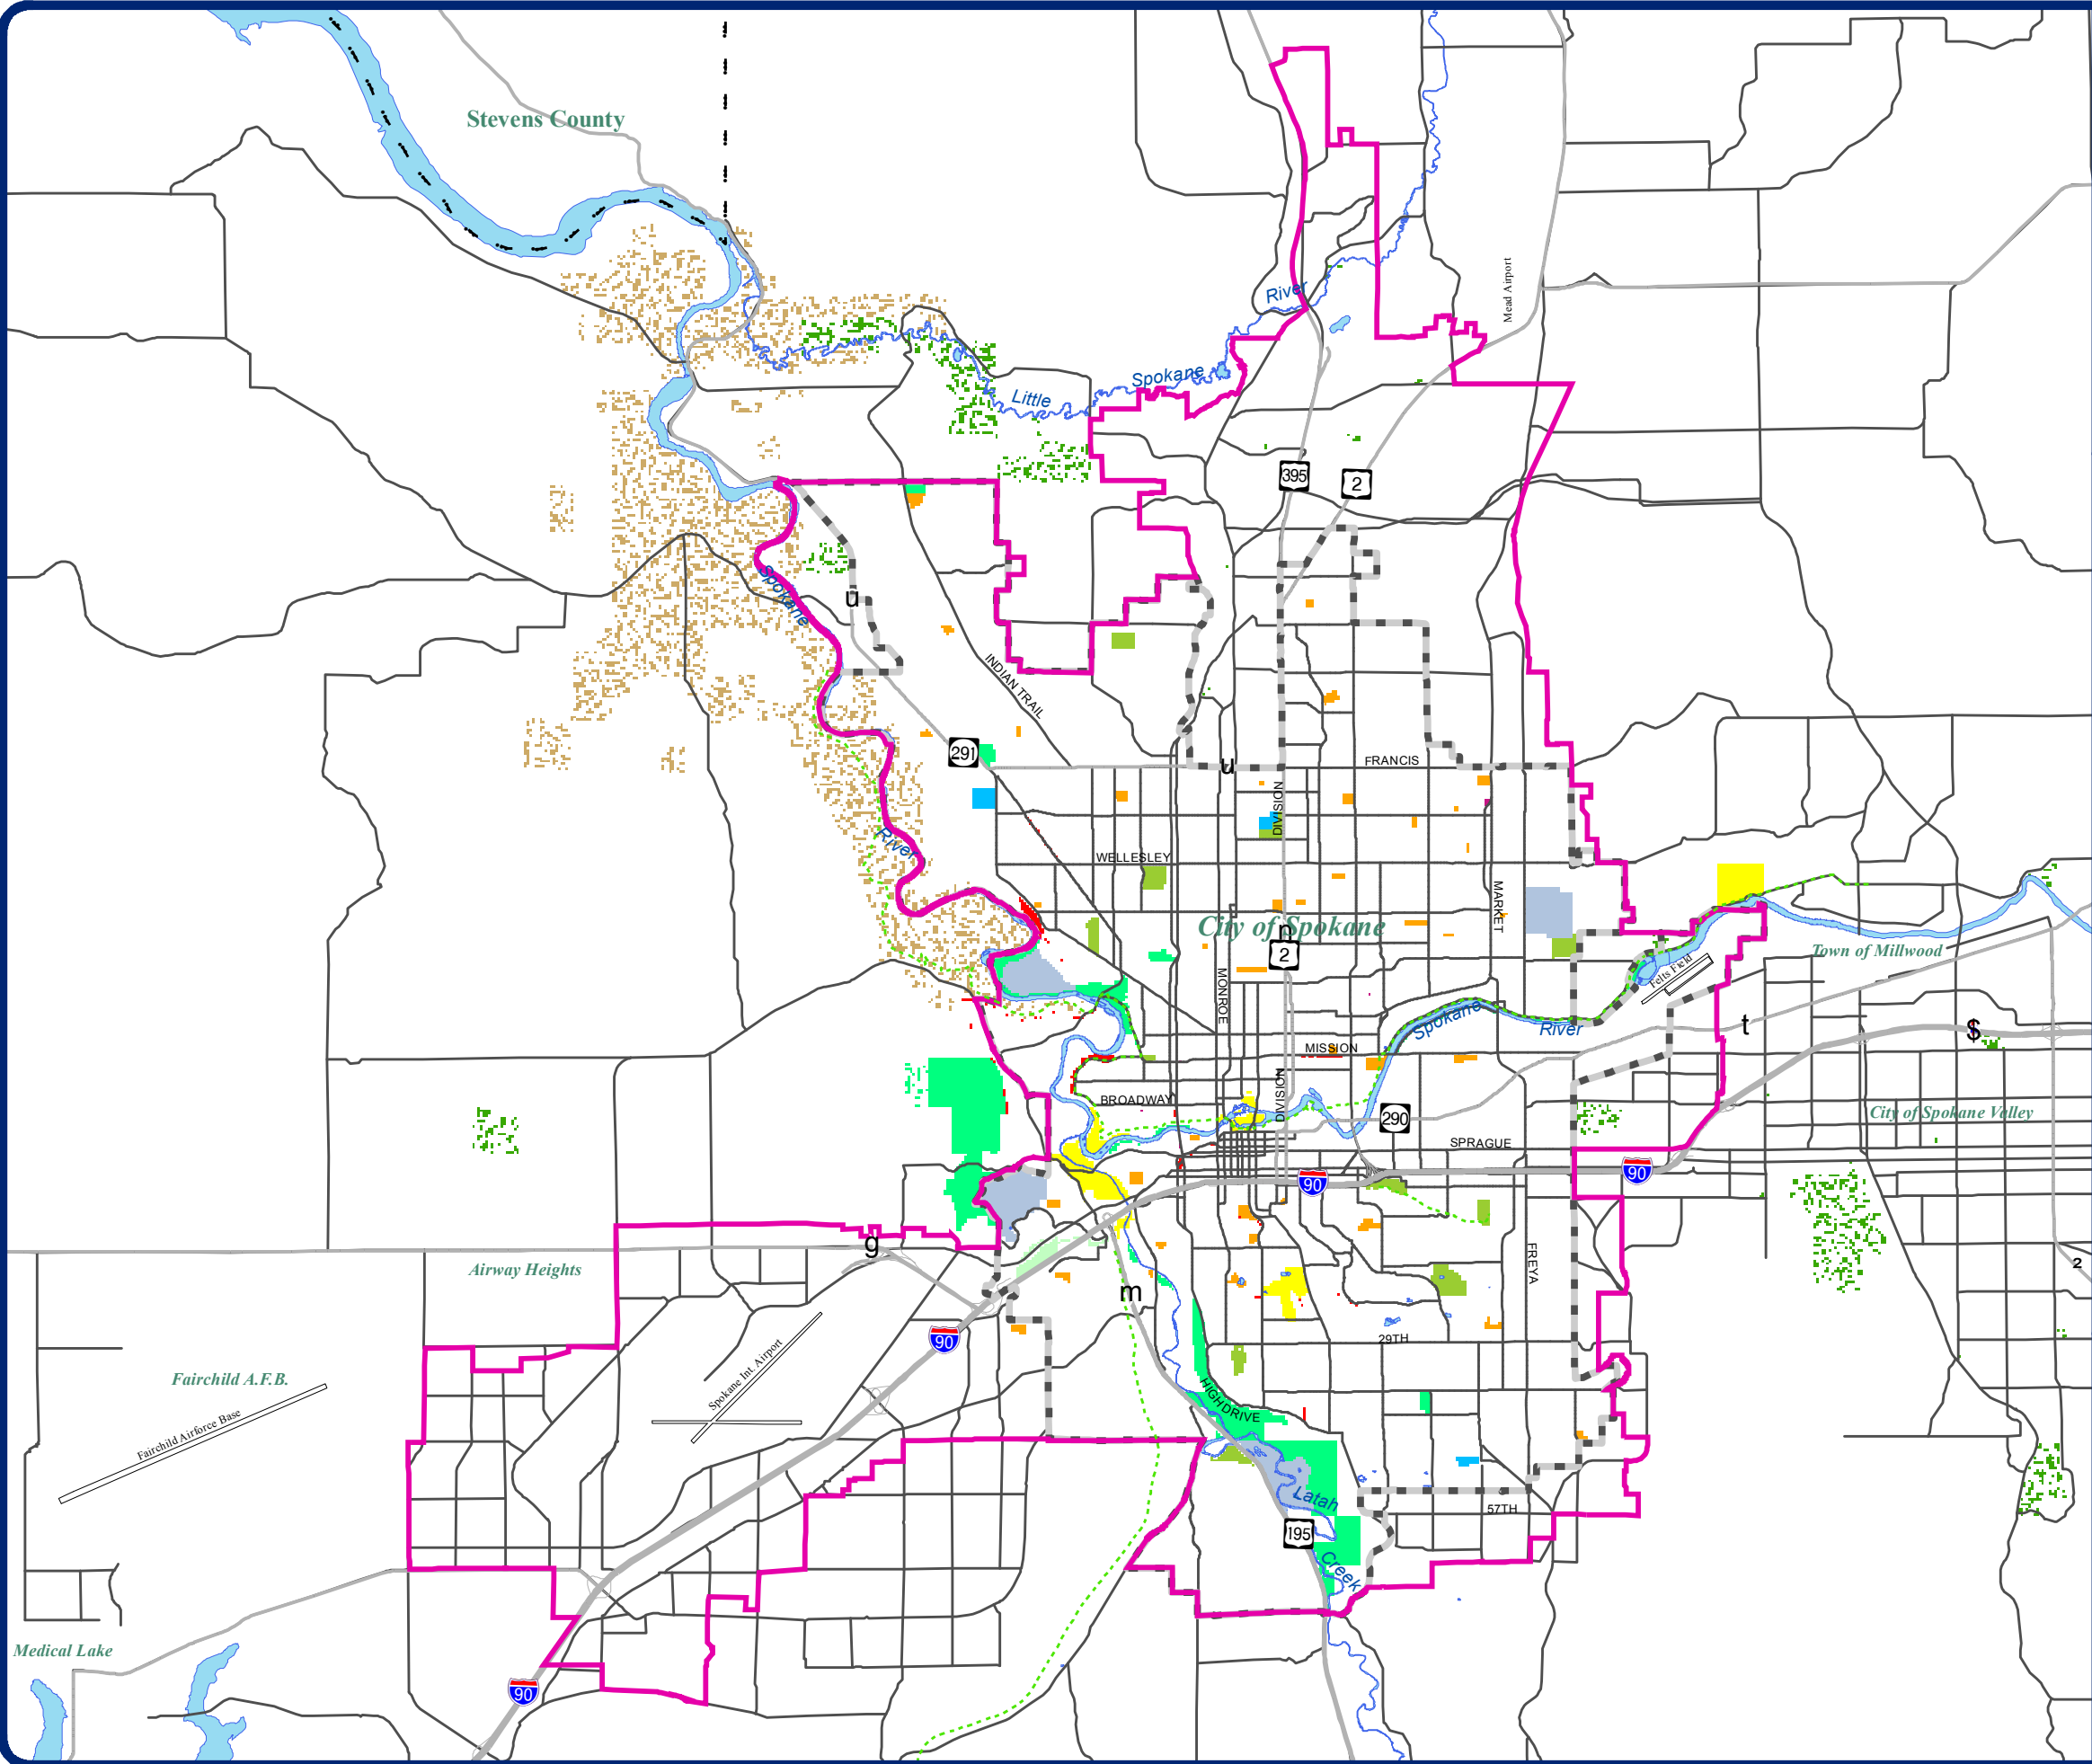 Stevens County
Mead Airport
River
Spokane
Little
395
2
Spokane
u
INDIAN TRAIL
291
u
FRANCIS
DIVISION
River
WELLESLEY
MARKET
City of Spokane
n
2
Town of Millwood
Felts Field
MONROE
Spokane
River
t
$
MISSION
DIVISION
BROADWAY
290
City of Spokane Valley
SPRAGUE
90
90
g
Airway Heights
FREYA
2
m
90
29TH
Spokane Int. Airport
Fairchild A.F.B.
HIGH DRIVE
Fairchild Airforce Base
Latah
57TH
195
Creek
Medical Lake
90